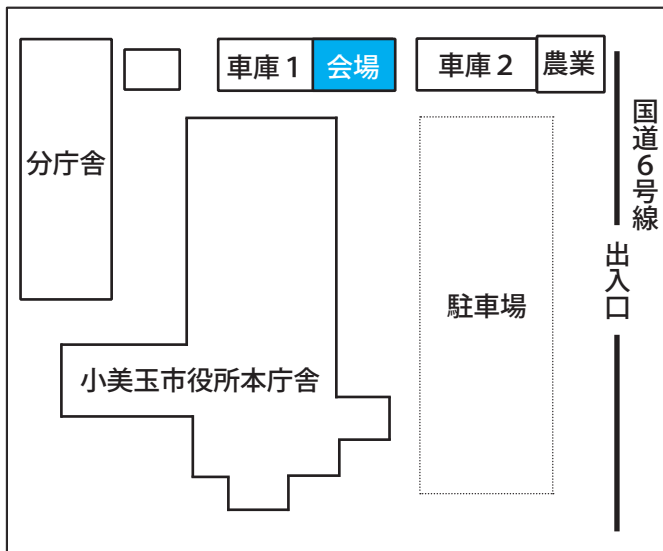 車庫1
会場
車庫2
農業
分庁舎
国道6号線
出入口
駐車場
小美玉市役所本庁舎